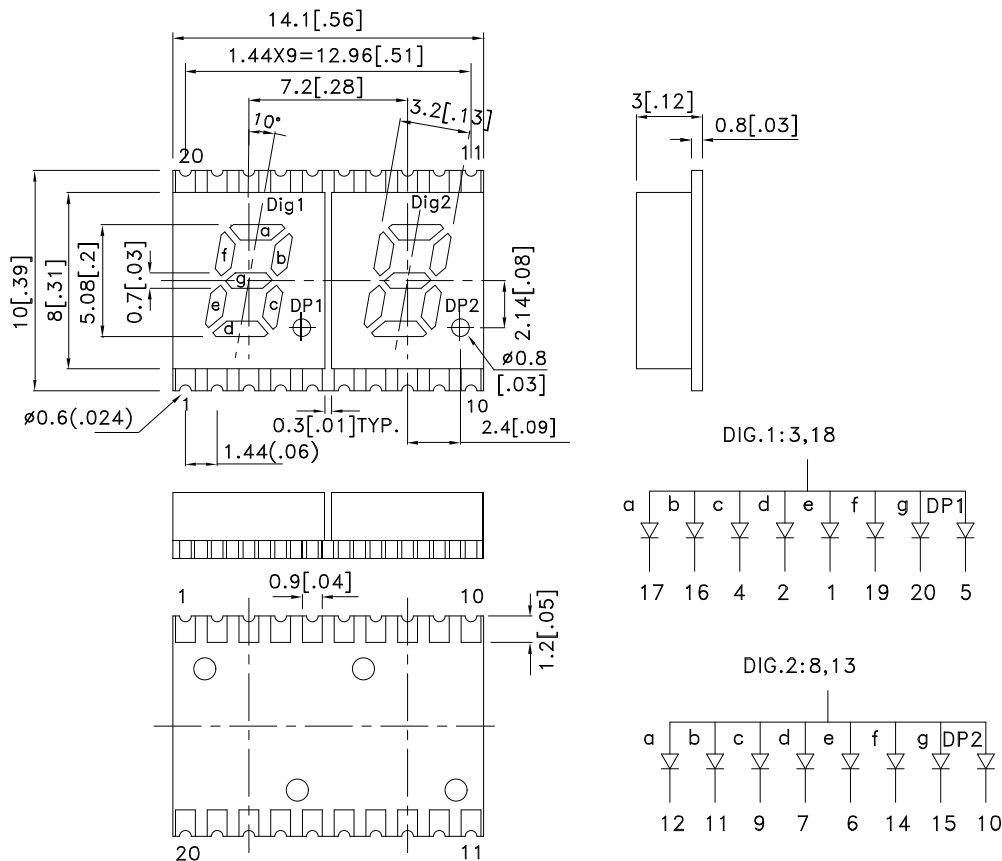 14.1[.56]
1.44X9=12.96[.51]
7.2[.28]
3.2[.13]
10°
20
11
Dig1
Dig2
a
f
b
g
e
c
d
DP1
DP2
10[.39]
8[.31]
5.08[.2]
0.7[.03]
2.14[.08]
ø0.8
[.03]
1
10
ø0.6(.024)
0.3[.01]TYP.
2.4[.09]
1.44(.06)
3[.12]
0.8[.03]
0.9[.04]
1
10
1.2[.05]
20
11
DIG.1:3,18
a b c d e f g DP1
17 16 4 2 1 19 20 5
DIG.2:8,13
a b c d e f g DP2
12 11 9 7 6 14 15 10